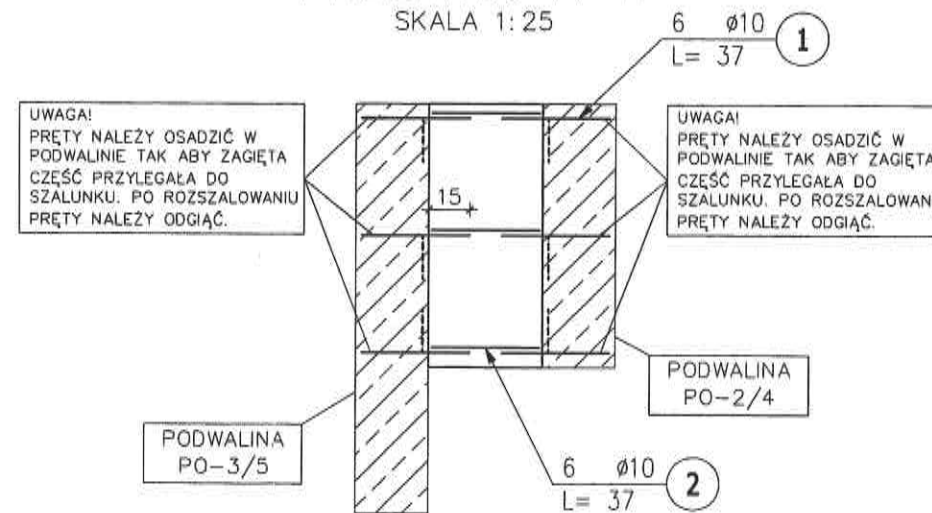 SKALA 1:25
6 ø10
L= 37
1
UWAGA!
PRĘTY NALEŻY OSADZIĆ W
PODWALINIE TAK ABY ZAGIĘTA
CZĘŚĆ PRZYLEGAŁA DO
SZALUNKU. PO ROZSZALOWANIU
PRĘTY NALEŻY ODGIĄĆ.
UWAGA!
PRĘTY NALEŻY OSADZIĆ W
PODWALINIE TAK ABY ZAGIĘTA
CZĘŚĆ PRZYLEGAŁA DO
SZALUNKU. PO ROZSZALOWAN
PRĘTY NALEŻY ODGIĄĆ.
15
PODWALINA
PO-2/4
PODWALINA
PO-3/5
6 ø10
L= 37
2